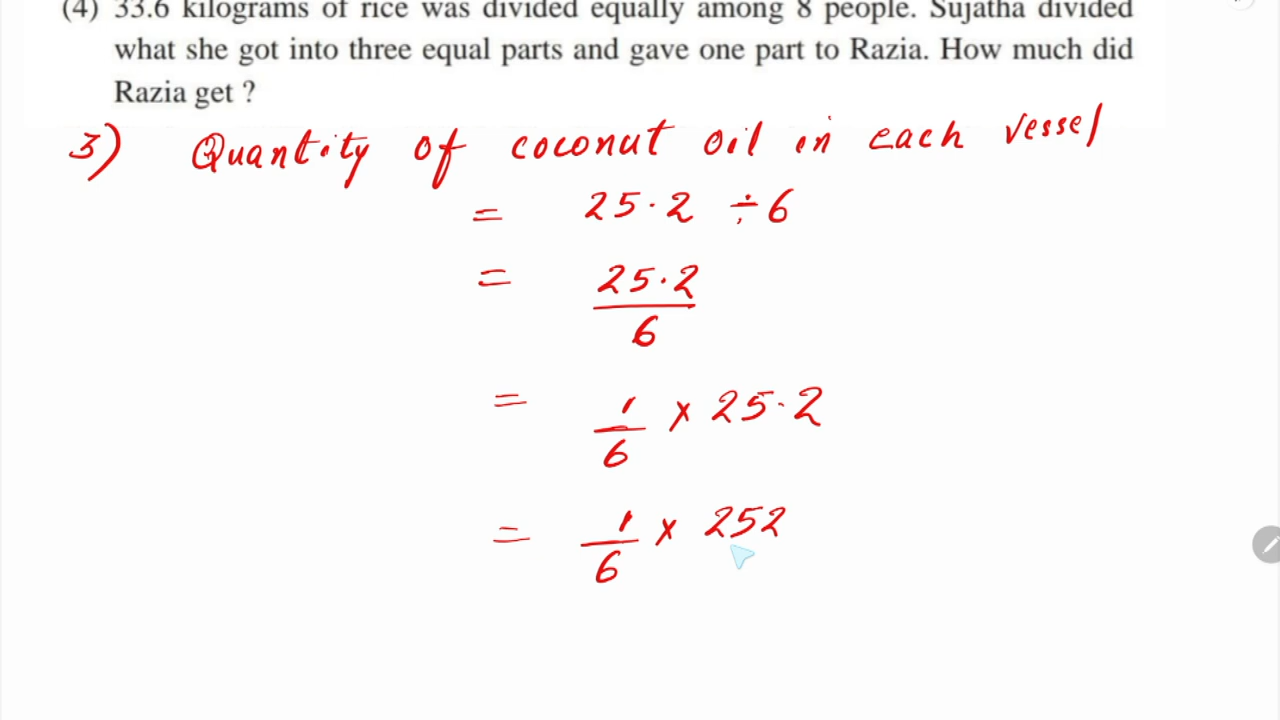 (4) 33.6 kilograms of rice was divided equally among 8 people. Sujatha divided
what she got into three equal parts and gave one part to Razia. How much did
Razia get ?
3) Quantity of coconut oil in each vessel
= 25.2 ÷ 6
= 25.2 / 6
= 1/6 × 25.2
= 1/6 × 252